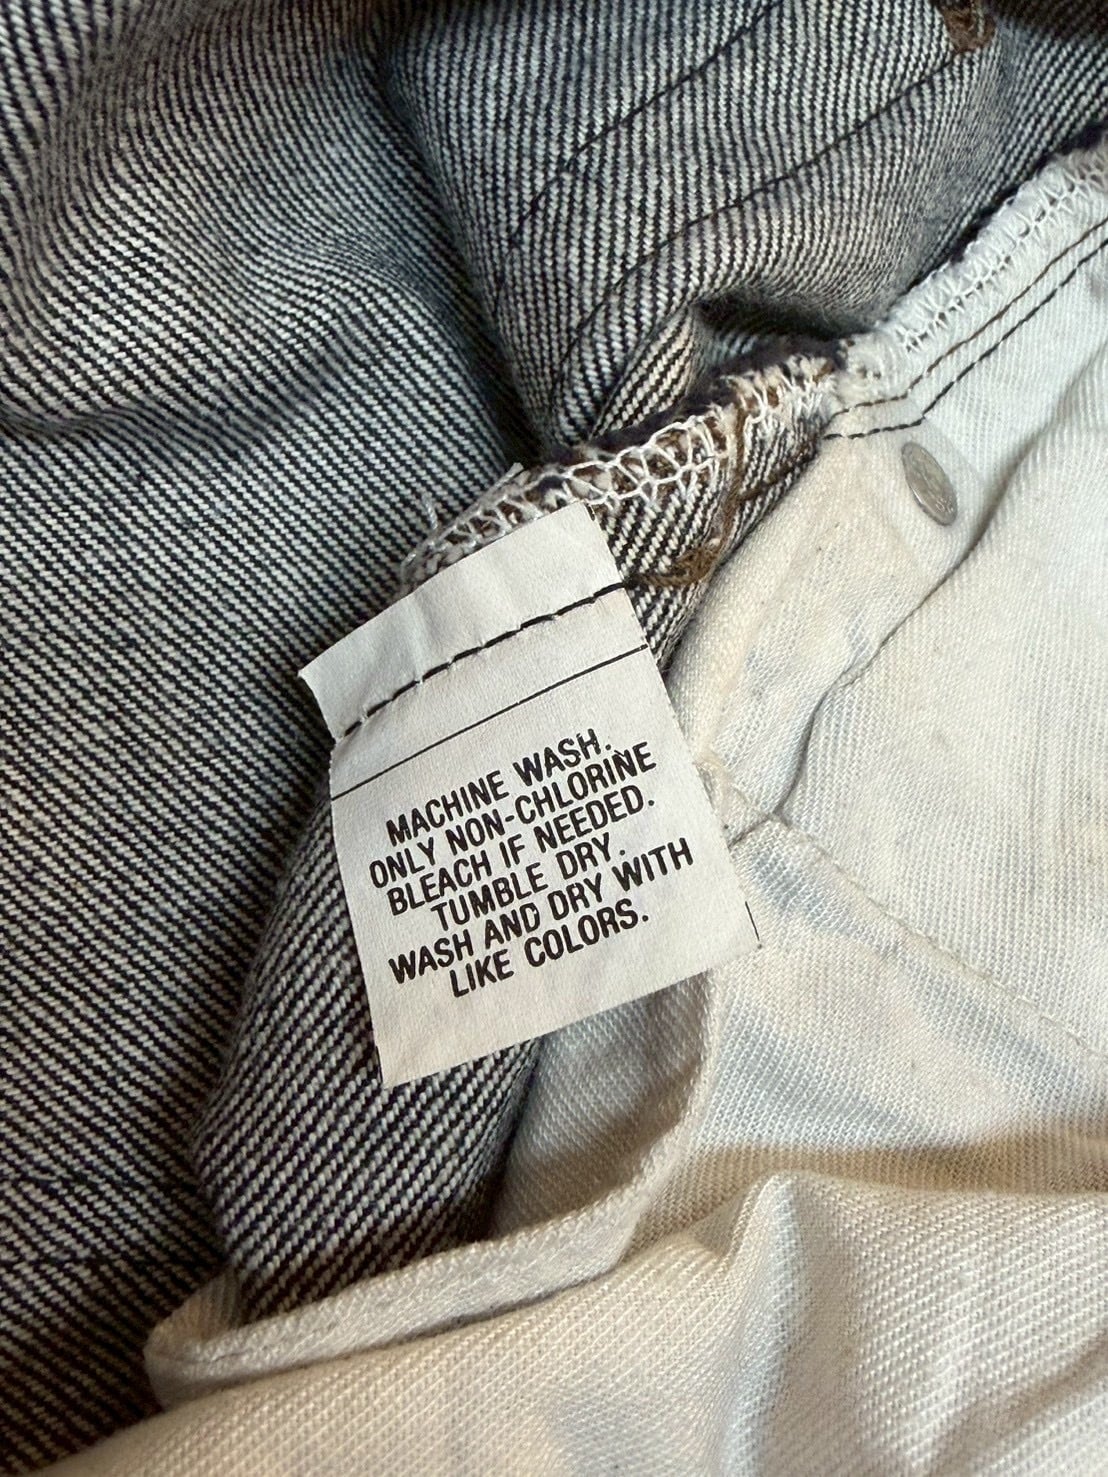 MACHINE WASH.
ONLY NON-CHLORINE
BLEACH IF NEEDED.
TUMBLE DRY.
WASH AND DRY WITH
LIKE COLORS.